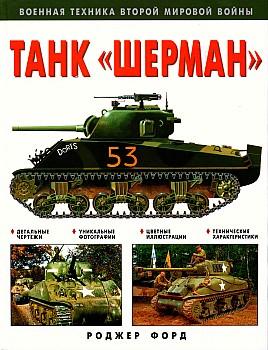 ВОЕННАЯ ТЕХНИКА ВТОРОЙ МИРОВОЙ ВОЙНЫ
ТАНК «ШЕРМАН»
DORIS
53
ДЕТАЛЬНЫЕ ЧЕРТЕЖИ
УНИКАЛЬНЫЕ ФОТОГРАФИИ
ЦВЕТНЫЕ ИЛЛЮСТРАЦИИ
ТЕХНИЧЕСКИЕ ХАРАКТЕРИСТИКИ
РОДЖЕР ФОРД